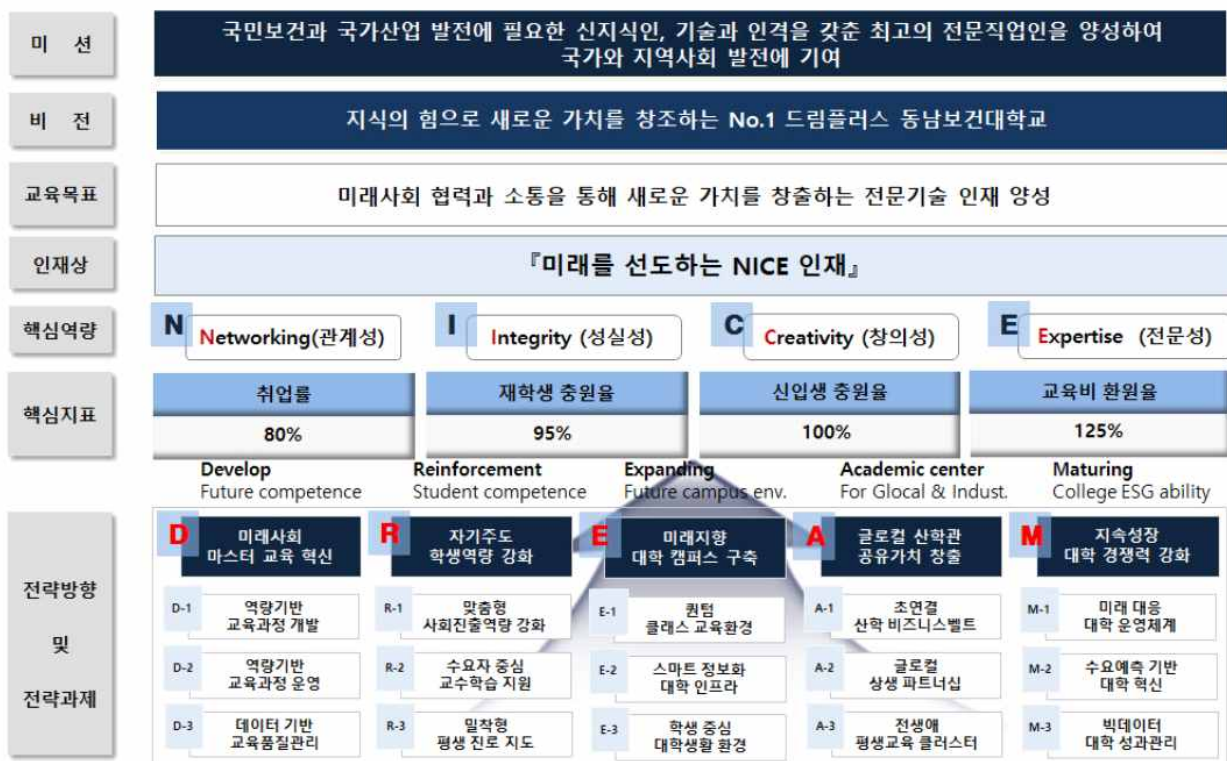 미 션
국민보건과 국가산업 발전에 필요한 신지식인, 기술과 인격을 갖춘 최고의 전문직업인을 양성하여
국가와 지역사회 발전에 기여
비 전
지식의 힘으로 새로운 가치를 창조하는 No.1 드림플러스 동남보건대학교
교육목표
미래사회 협력과 소통을 통해 새로운 가치를 창출하는 전문기술 인재 양성
인재상
『미래를 선도하는 NICE 인재』
핵심역량
N Networking(관계성)
I Integrity (성실성)
C Creativity (창의성)
E Expertise (전문성)
핵심지표
취업률 재학생 충원율 신입생 충원율 교육비 환원율
80% 95% 100% 125%
Develop Reinforcement Expanding Academic center Maturing
Future competence Student competence Future campus env. For Glocal & Indust. College ESG ability
전략방향
및
전략과제
D 미래사회
마스터 교육 혁신
D-1 역량기반
교육과정 개발
D-2 역량기반
교육과정 운영
D-3 데이터 기반
교육품질관리
R 자기주도
학생역량 강화
R-1 맞춤형
사회진출역량 강화
R-2 수요자 중심
교수학습 지원
R-3 밀착형
평생 진로 지도
E 미래지향
대학 캠퍼스 구축
E-1 퀀텀
클래스 교육환경
E-2 스마트 정보화
대학 인프라
E-3 학생 중심
대학생활 환경
A 글로컬 산학관
공유가치 창출
A-1 초연결
산학 비즈니스벨트
A-2 글로컬
상생 파트너십
A-3 전생애
평생교육 클러스터
M 지속성장
대학 경쟁력 강화
M-1 미래 대응
대학 운영체계
M-2 수요예측 기반
대학 혁신
M-3 빅데이터
대학 성과관리